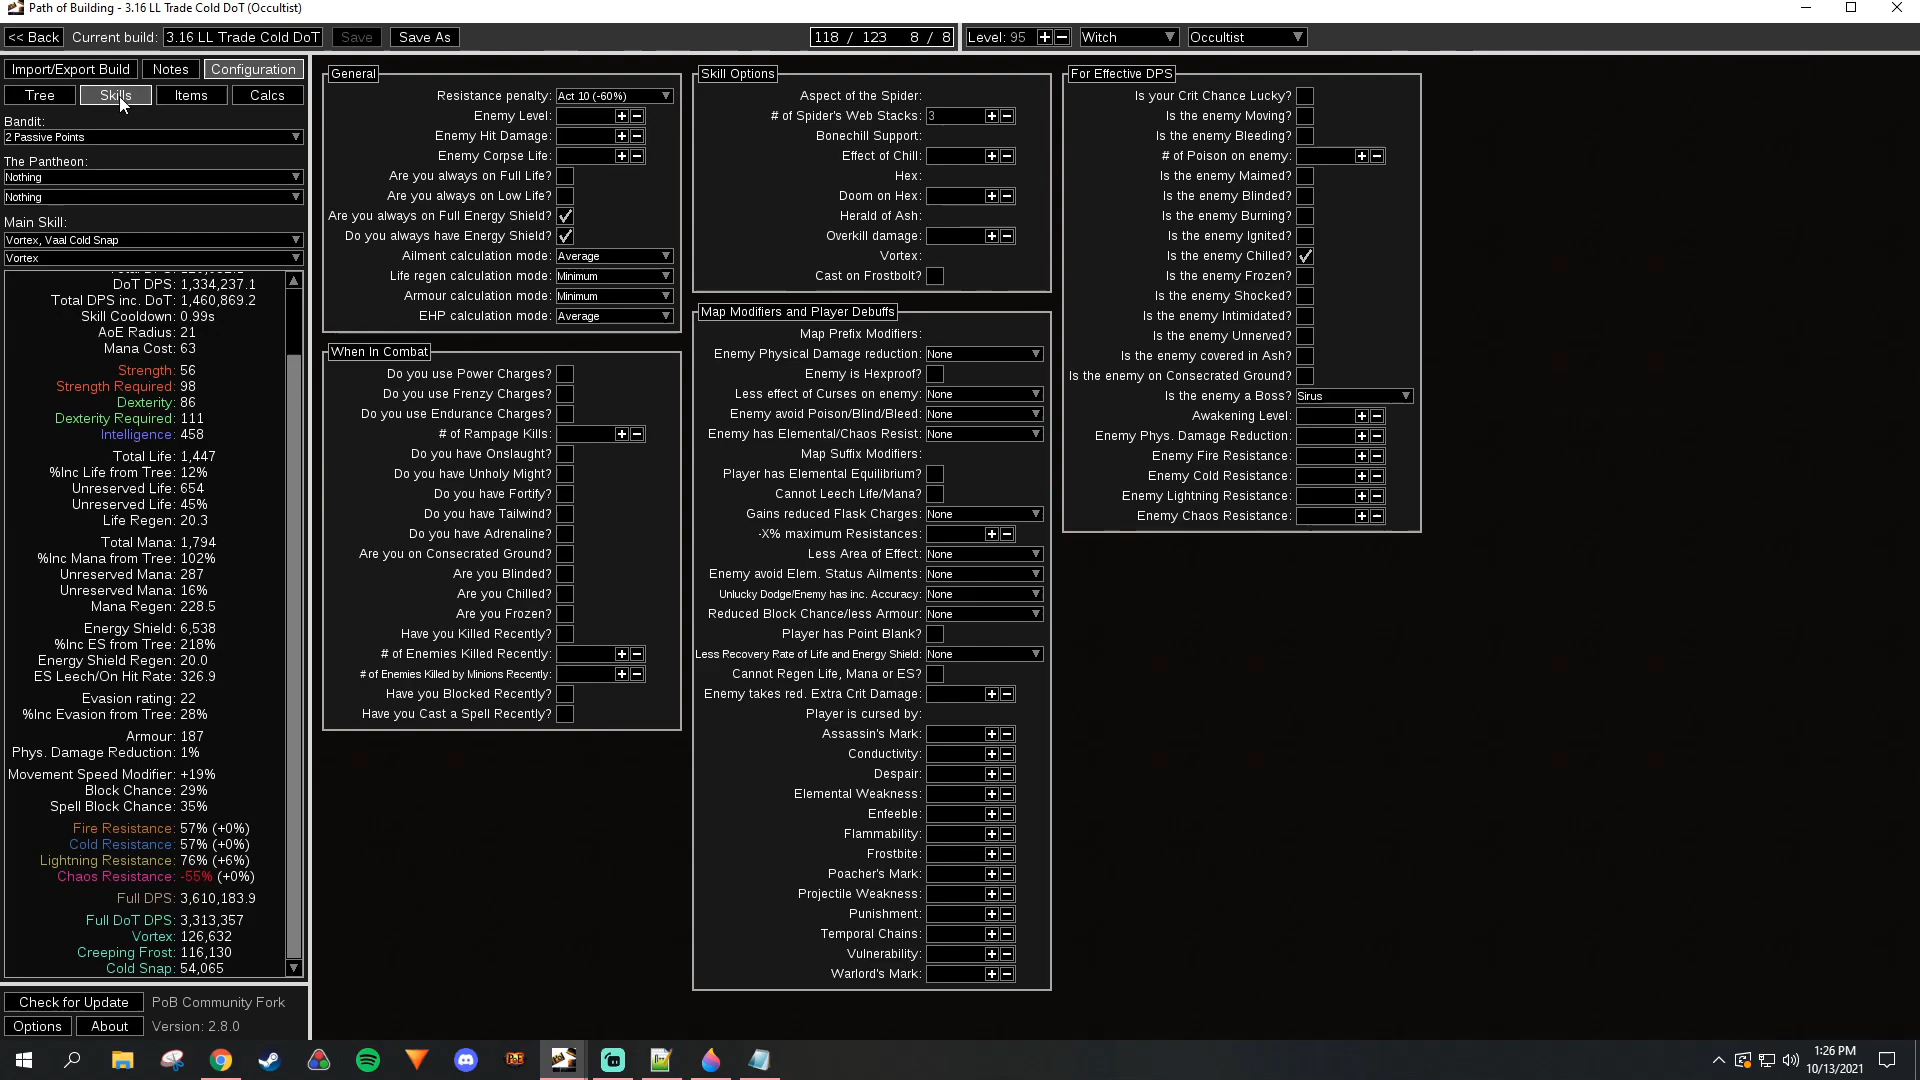 Path of Building - 3.16 LL Trade Cold DoT (Occultist)
<< Back Current build: 3.16 LL Trade Cold DoT Save Save As 118 / 123 8 / 8 Level: 95 Witch Occultist
Import/Export Build Notes Configuration
Tree Skills Items Calcs
Bandit:
2 Passive Points
The Pantheon:
Nothing
Nothing
Main Skill:
Vortex, Vaal Cold Snap
Vortex
DoT DPS: 1,334,237.1
Total DPS inc. DoT: 1,460,869.2
Skill Cooldown: 0.99s
AoE Radius: 21
Mana Cost: 63
Strength: 56
Strength Required: 98
Dexterity: 86
Dexterity Required: 111
Intelligence: 458
Total Life: 1,447
%Inc Life from Tree: 12%
Unreserved Life: 654
Unreserved Life: 45%
Life Regen: 20.3
Total Mana: 1,794
%Inc Mana from Tree: 102%
Unreserved Mana: 287
Unreserved Mana: 16%
Mana Regen: 228.5
Energy Shield: 6,538
%Inc ES from Tree: 218%
Energy Shield Regen: 20.0
ES Leech/On Hit Rate: 326.9
Evasion rating: 22
%Inc Evasion from Tree: 28%
Armour: 187
Phys. Damage Reduction: 1%
Movement Speed Modifier: +19%
Block Chance: 29%
Spell Block Chance: 35%
Fire Resistance: 57% (+0%)
Cold Resistance: 57% (+0%)
Lightning Resistance: 76% (+6%)
Chaos Resistance: -55% (+0%)
Full DPS: 3,610,183.9
Full DoT DPS: 3,313,357
Vortex: 126,632
Creeping Frost: 116,130
Cold Snap: 54,065
Check for Update PoB Community Fork
Options About Version: 2.8.0
General
Resistance penalty: Act 10 (-60%)
Enemy Level:
Enemy Hit Damage:
Enemy Corpse Life:
Are you always on Full Life?
Are you always on Low Life?
Are you always on Full Energy Shield?
Do you always have Energy Shield?
Ailment calculation mode: Average
Life regen calculation mode: Minimum
Armour calculation mode: Minimum
EHP calculation mode: Average
When In Combat
Do you use Power Charges?
Do you use Frenzy Charges?
Do you use Endurance Charges?
# of Rampage Kills:
Do you have Onslaught?
Do you have Unholy Might?
Do you have Fortify?
Do you have Tailwind?
Do you have Adrenaline?
Are you on Consecrated Ground?
Are you Blinded?
Are you Chilled?
Are you Frozen?
Have you Killed Recently?
# of Enemies Killed Recently:
# of Enemies Killed by Minions Recently:
Have you Blocked Recently?
Have you Cast a Spell Recently?
Skill Options
Aspect of the Spider:
# of Spider's Web Stacks: 3
Bonechill Support:
Effect of Chill:
Hex:
Doom on Hex:
Herald of Ash:
Overkill damage:
Vortex:
Cast on Frostbolt?
Map Modifiers and Player Debuffs
Map Prefix Modifiers:
Enemy Physical Damage reduction: None
Enemy is Hexproof?
Less effect of Curses on enemy: None
Enemy avoid Poison/Blind/Bleed: None
Enemy has Elemental/Chaos Resist: None
Map Suffix Modifiers:
Player has Elemental Equilibrium?
Cannot Leech Life/Mana?
Gains reduced Flask Charges: None
-X% maximum Resistances:
Less Area of Effect: None
Enemy avoid Elem. Status Ailments: None
Unlucky Dodge/Enemy has inc. Accuracy: None
Reduced Block Chance/less Armour: None
Player has Point Blank?
Less Recovery Rate of Life and Energy Shield: None
Cannot Regen Life, Mana or ES?
Enemy takes red. Extra Crit Damage:
Player is cursed by:
Assassin's Mark:
Conductivity:
Despair:
Elemental Weakness:
Enfeeble:
Flammability:
Frostbite:
Poacher's Mark:
Projectile Weakness:
Punishment:
Temporal Chains:
Vulnerability:
Warlord's Mark:
For Effective DPS
Is your Crit Chance Lucky?
Is the enemy Moving?
Is the enemy Bleeding?
# of Poison on enemy:
Is the enemy Maimed?
Is the enemy Blinded?
Is the enemy Burning?
Is the enemy Ignited?
Is the enemy Chilled?
Is the enemy Frozen?
Is the enemy Shocked?
Is the enemy Intimidated?
Is the enemy Unnerved?
Is the enemy covered in Ash?
Is the enemy on Consecrated Ground?
Is the enemy a Boss? Sirus
Awakening Level:
Enemy Phys. Damage Reduction:
Enemy Fire Resistance:
Enemy Cold Resistance:
Enemy Lightning Resistance:
Enemy Chaos Resistance:
PoE
1:26 PM
10/13/2021